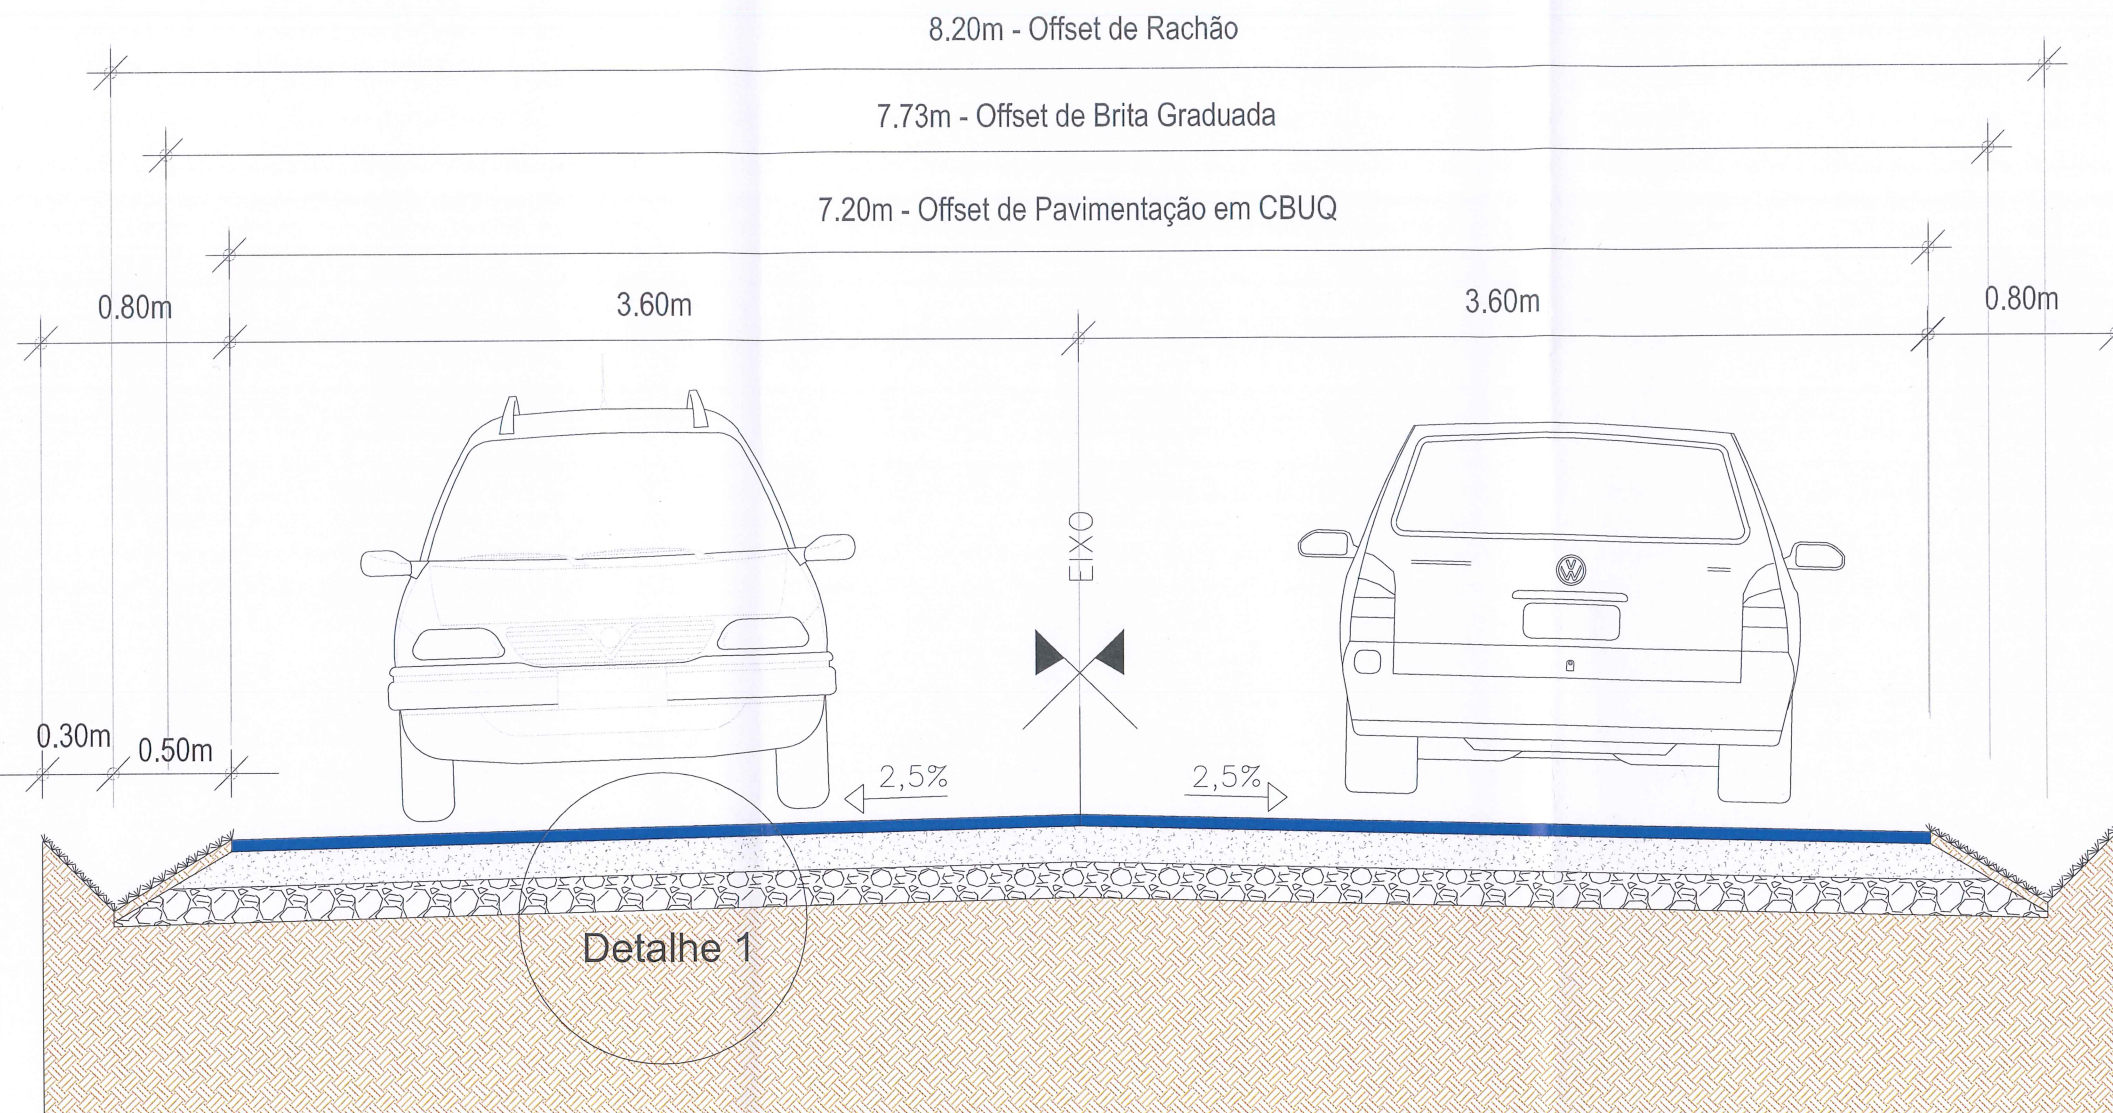 8.20m - Offset de Rachão
7.73m - Offset de Brita Graduada
7.20m - Offset de Pavimentação em CBUQ
0.80m
3.60m
3.60m
0.80m
EIXO
0.30m
0.50m
2,5%
2,5%
Detalhe 1